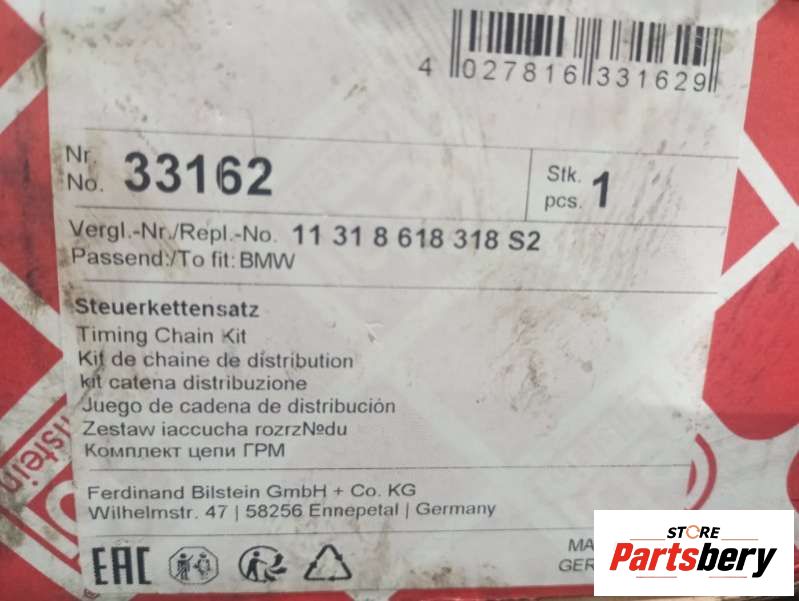 4 027816 331629
Nr.
No. 33162
Stk.
pcs. 1
Vergl.-Nr./Repl.-No. 11 31 8 618 318 S2
Passend:/To fit: BMW
Steuerkettensatz
Timing Chain Kit
Kit de chaine de distribution
kit catena distribuzione
Juego de cadena de distribución
Zestaw iaccucha rozrz№du
Комплект цепи ГРМ
Ferdinand Bilstein GmbH + Co. KG
Wilhelmstr. 47 | 58256 Ennepetal | Germany
EAC
MA
GER
STORE
Partsbery